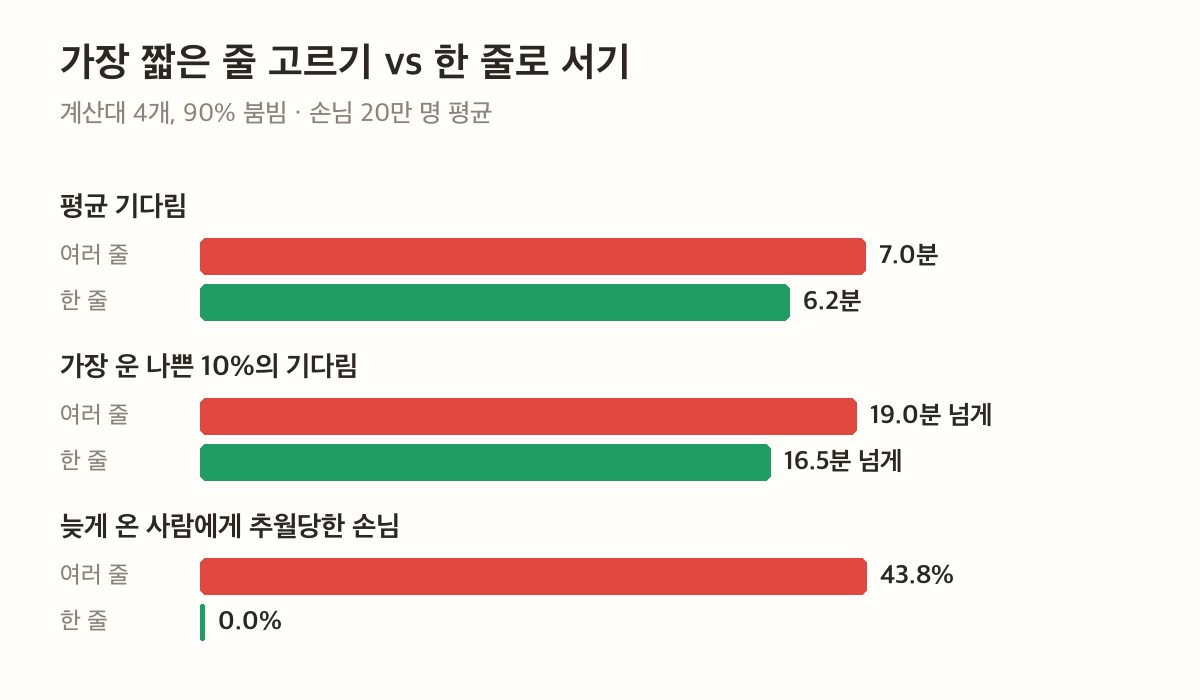 가장 짧은 줄 고르기 vs 한 줄로 서기
계산대 4개, 90% 붐빔 · 손님 20만 명 평균
평균 기다림
여러 줄 7.0분
한 줄 6.2분
가장 운 나쁜 10%의 기다림
여러 줄 19.0분 넘게
한 줄 16.5분 넘게
늦게 온 사람에게 추월당한 손님
여러 줄 43.8%
한 줄 0.0%